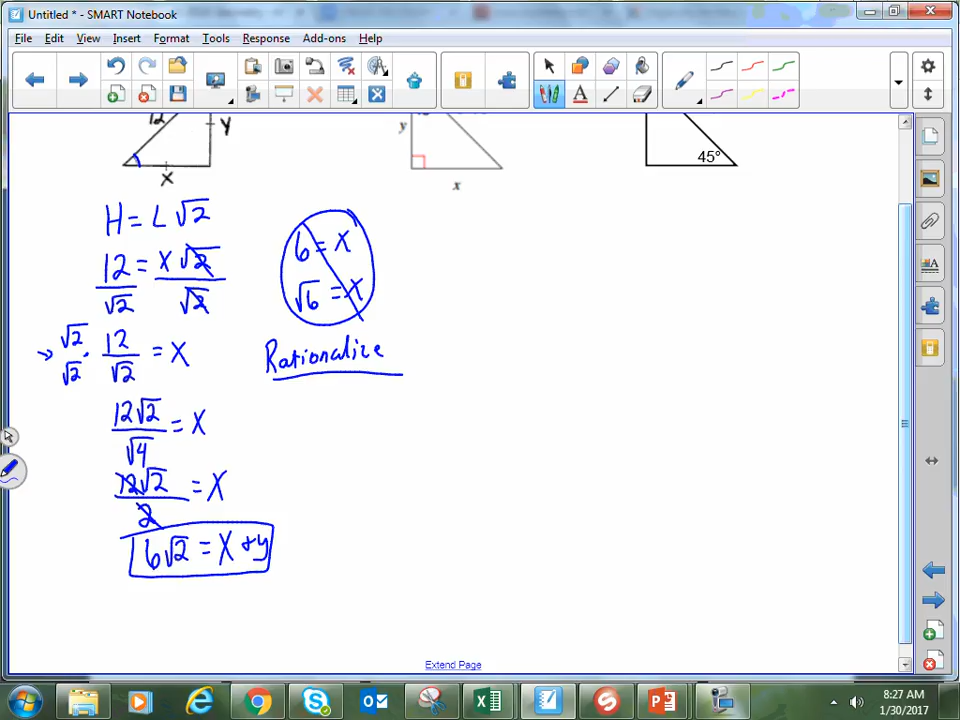 Untitled * - SMART Notebook
File Edit View Insert Format Tools Response Add-ons Help
12
y
x
y
x
45°
H = L √2
12 = x √2
√2 √2
→ √2/√2 · 12/√2 = x
12√2/√4 = x
12√2/2 = x
6√2 = x + y
6 = x
√6 = x
Rationalize
Extend Page
8:27 AM
1/30/2017